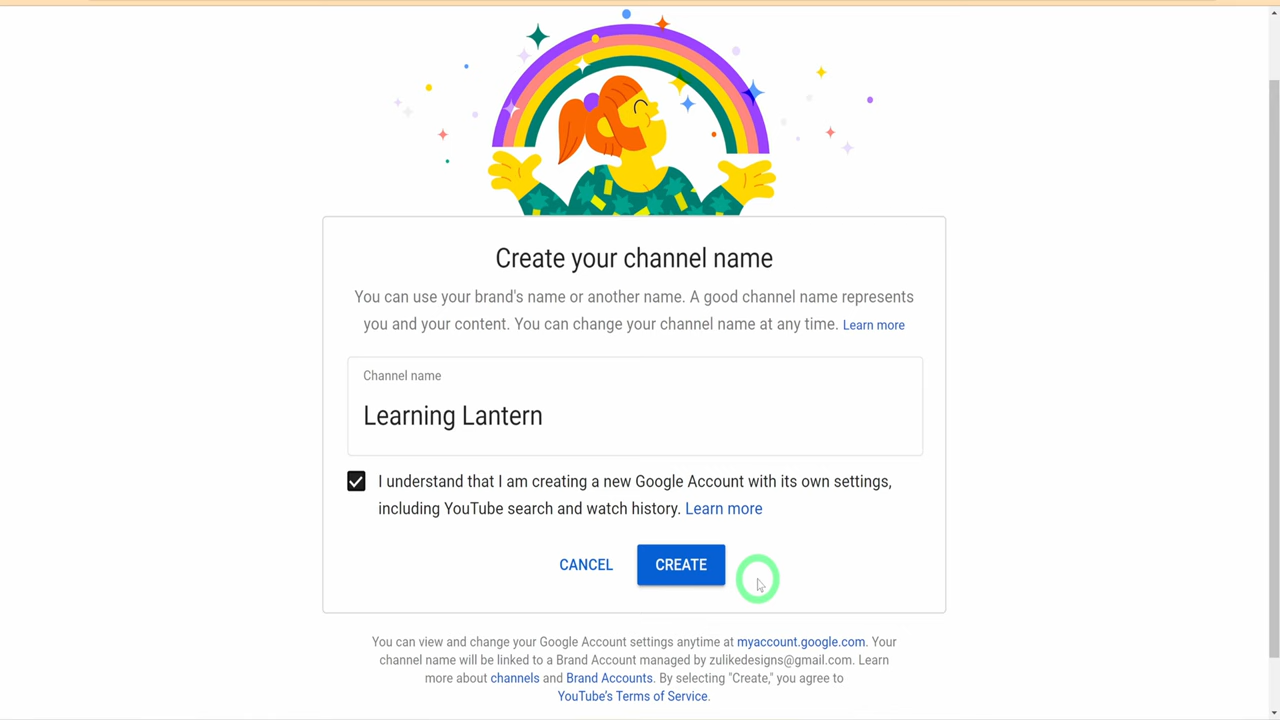 Create your channel name
You can use your brand's name or another name. A good channel name represents
you and your content. You can change your channel name at any time. Learn more
Channel name
Learning Lantern
I understand that I am creating a new Google Account with its own settings,
including YouTube search and watch history. Learn more
CANCEL CREATE
You can view and change your Google Account settings anytime at myaccount.google.com. Your
channel name will be linked to a Brand Account managed by zulikedesigns@gmail.com. Learn
more about channels and Brand Accounts. By selecting "Create," you agree to
YouTube's Terms of Service.